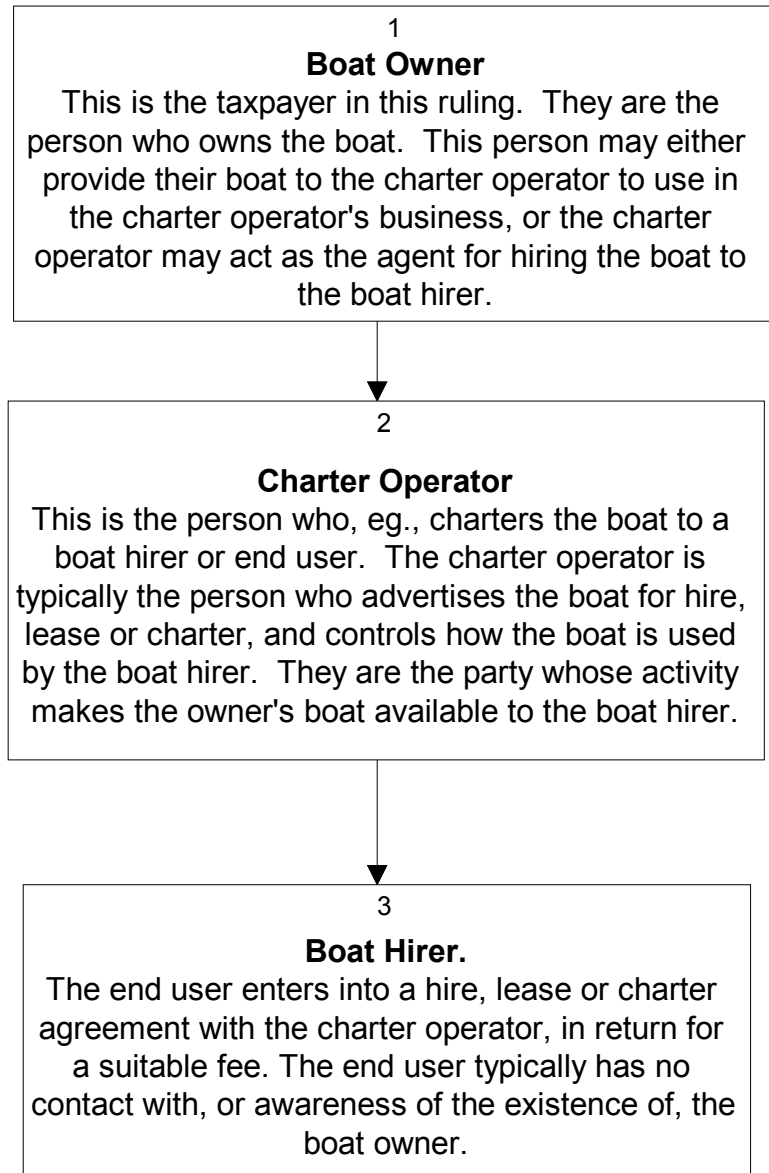 1
Boat Owner
This is the taxpayer in this ruling.  They are the
person who owns the boat.  This person may either
provide their boat to the charter operator to use in
the charter operator's business, or the charter
operator may act as the agent for hiring the boat to
the boat hirer.
2
Charter Operator
This is the person who, eg., charters the boat to a
boat hirer or end user.  The charter operator is
typically the person who advertises the boat for hire,
lease or charter, and controls how the boat is used
by the boat hirer.  They are the party whose activity
makes the owner's boat available to the boat hirer.
3
Boat Hirer.
The end user enters into a hire, lease or charter
agreement with the charter operator, in return for
a suitable fee. The end user typically has no
contact with, or awareness of the existence of, the
boat owner.